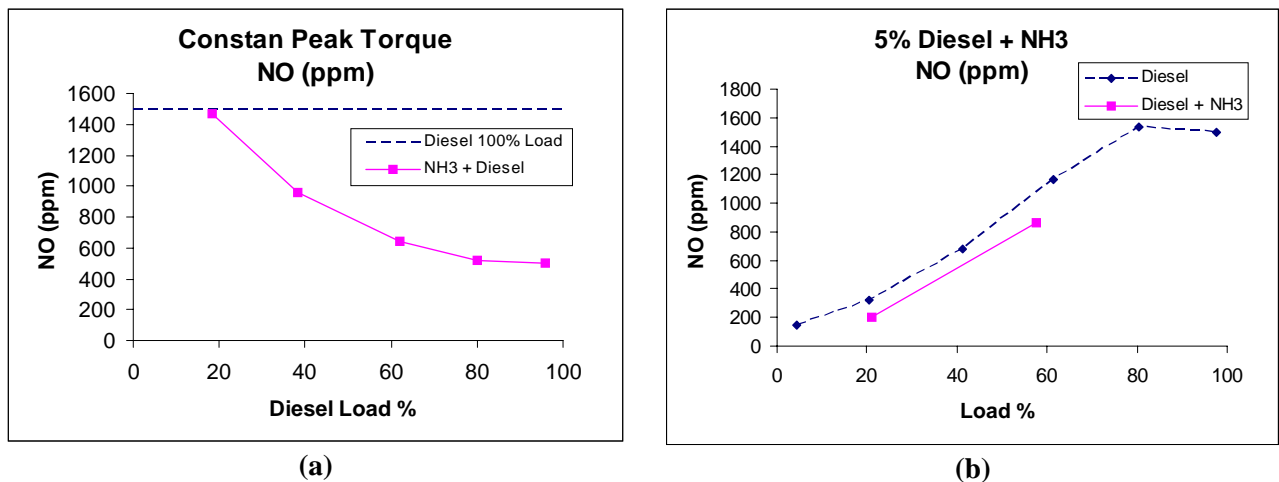 Constan Peak Torque
NO (ppm)
NO (ppm)
1600
1400
1200
1000
800
600
400
200
0
0 20 40 60 80 100
Diesel Load %
Diesel 100% Load
NH3 + Diesel
(a)
5% Diesel + NH3
NO (ppm)
Diesel
Diesel + NH3
NO (ppm)
1800
1600
1400
1200
1000
800
600
400
200
0
0 20 40 60 80 100
Load %
(b)